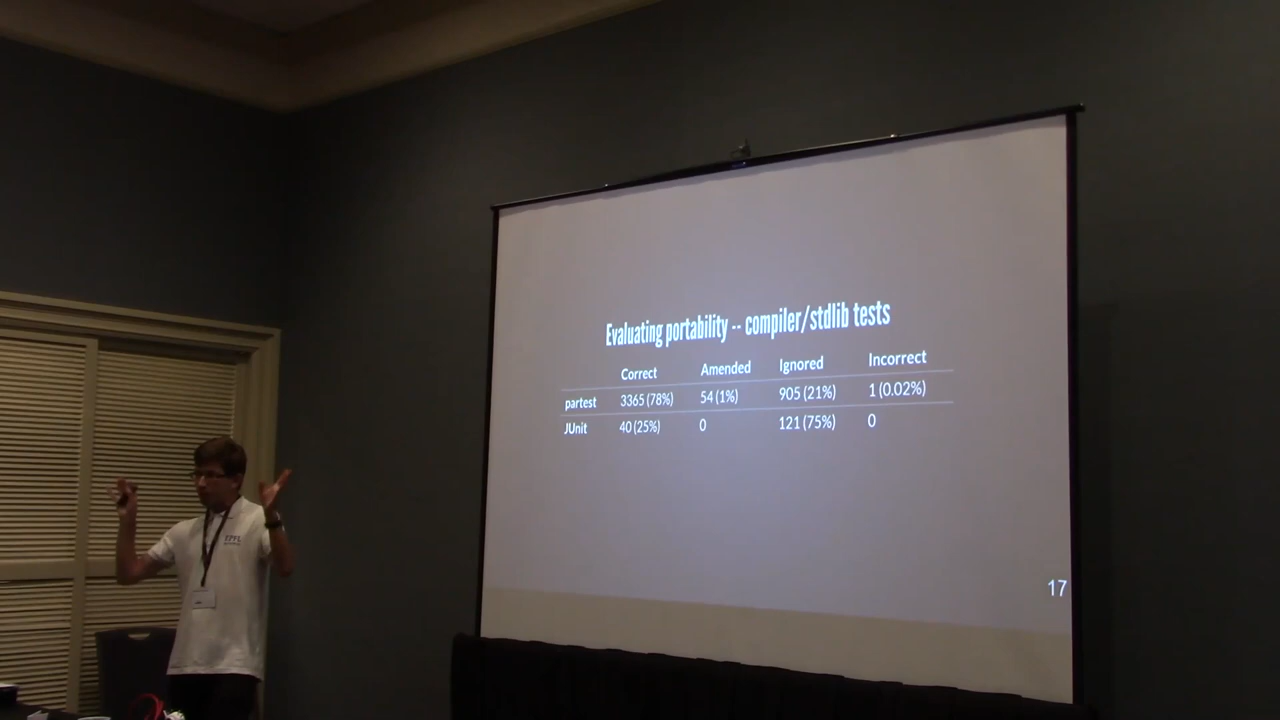 Evaluating portability -- compiler/stdlib tests
Correct Amended Ignored Incorrect
partest 3365 (78%) 54 (1%) 905 (21%) 1 (0.02%)
JUnit 40 (25%) 0 121 (75%) 0
17
EPFL